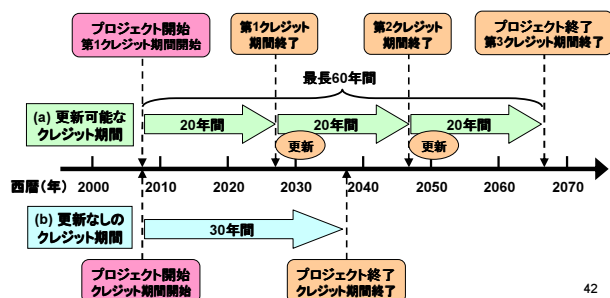 プロジェクト開始
第1クレジット期間開始
第1クレジット
期間終了
第2クレジット
期間終了
プロジェクト終了
第3クレジット期間終了
最長60年間
(a) 更新可能な
クレジット期間
20年間
20年間
20年間
更新
更新
西暦(年)
2000
2010
2020
2030
2040
2050
2060
2070
(b) 更新なしの
クレジット期間
30年間
プロジェクト開始
クレジット期間開始
プロジェクト終了
クレジット期間終了
42